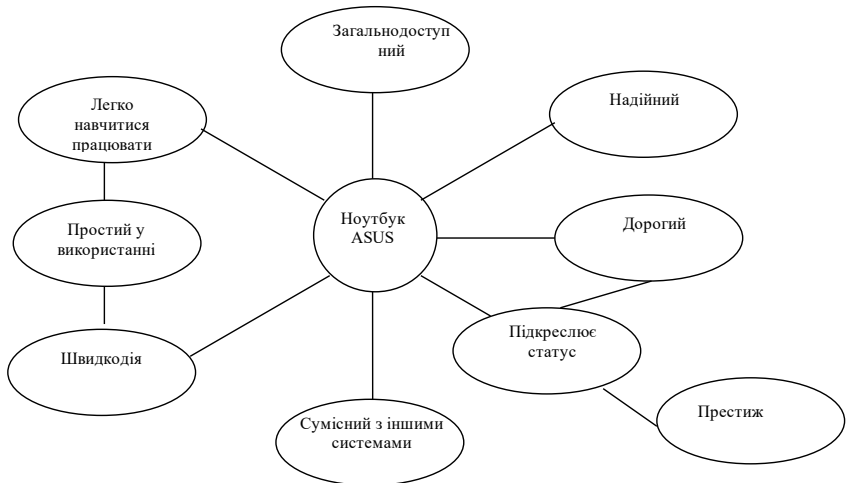 Загальнодоступ
ний
Легко
навчитися
працювати
Надійний
Простий у
використанні
Ноутбук
ASUS
Дорогий
Швидкодія
Підкреслює
статус
Сумісний з іншими
системами
Престиж